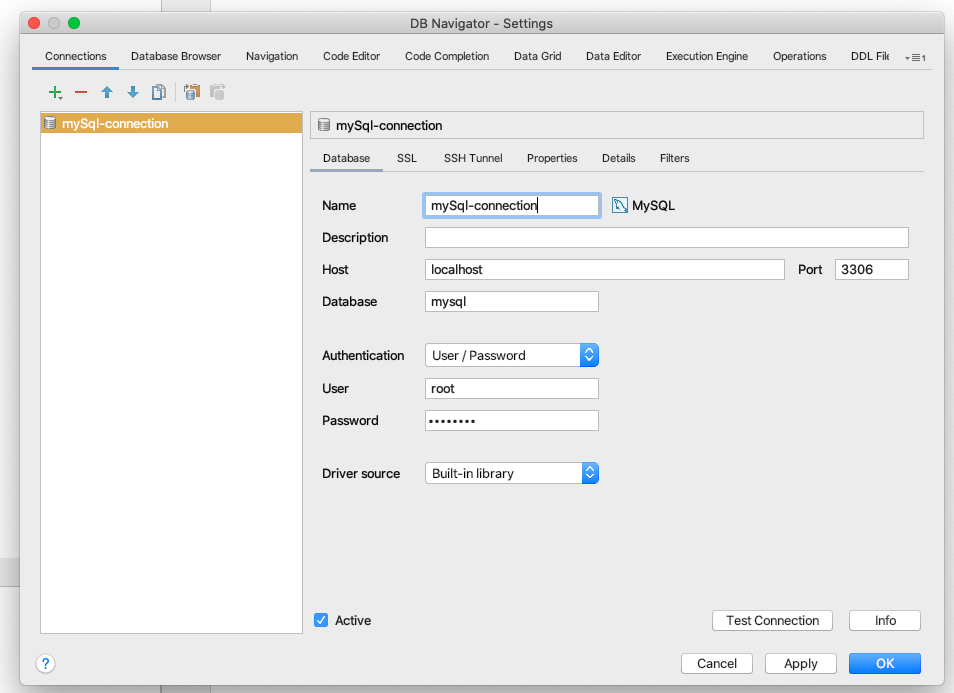 DB Navigator - Settings
Connections Database Browser Navigation Code Editor Code Completion Data Grid Data Editor Execution Engine Operations DDL File 1
mySql-connection
mySql-connection
Database SSL SSH Tunnel Properties Details Filters
Name mySql-connection MySQL
Description
Host localhost Port 3306
Database mysql
Authentication User / Password
User root
Password ••••••••
Driver source Built-in library
Active Test Connection Info
? Cancel Apply OK